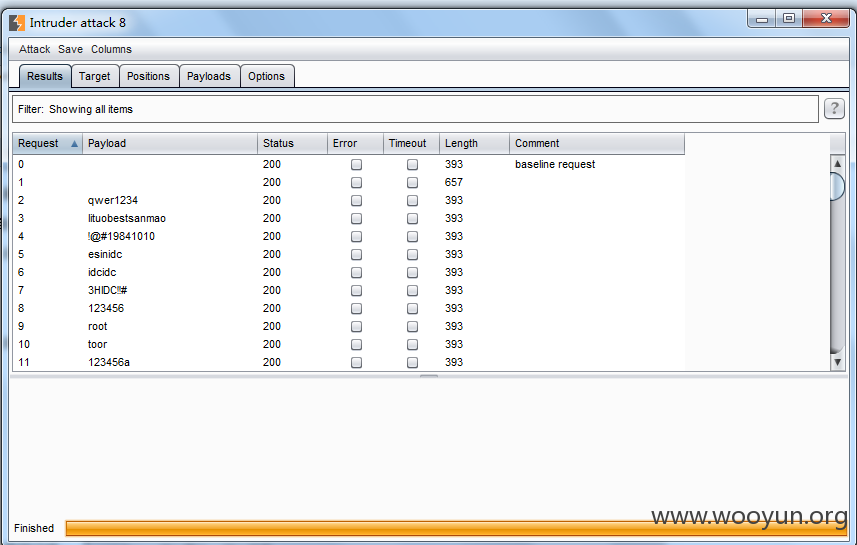 Intruder attack 8
Attack Save Columns
Results Target Positions Payloads Options
Filter: Showing all items ?
Request Payload Status Error Timeout Length Comment
0 200 393 baseline request
1 200 657
2 qwer1234 200 393
3 lituobestsanmao 200 393
4 !@#19841010 200 393
5 esinidc 200 393
6 idcidc 200 393
7 3HIDC!!# 200 393
8 123456 200 393
9 root 200 393
10 toor 200 393
11 123456a 200 393
www.wooyun.org
Finished